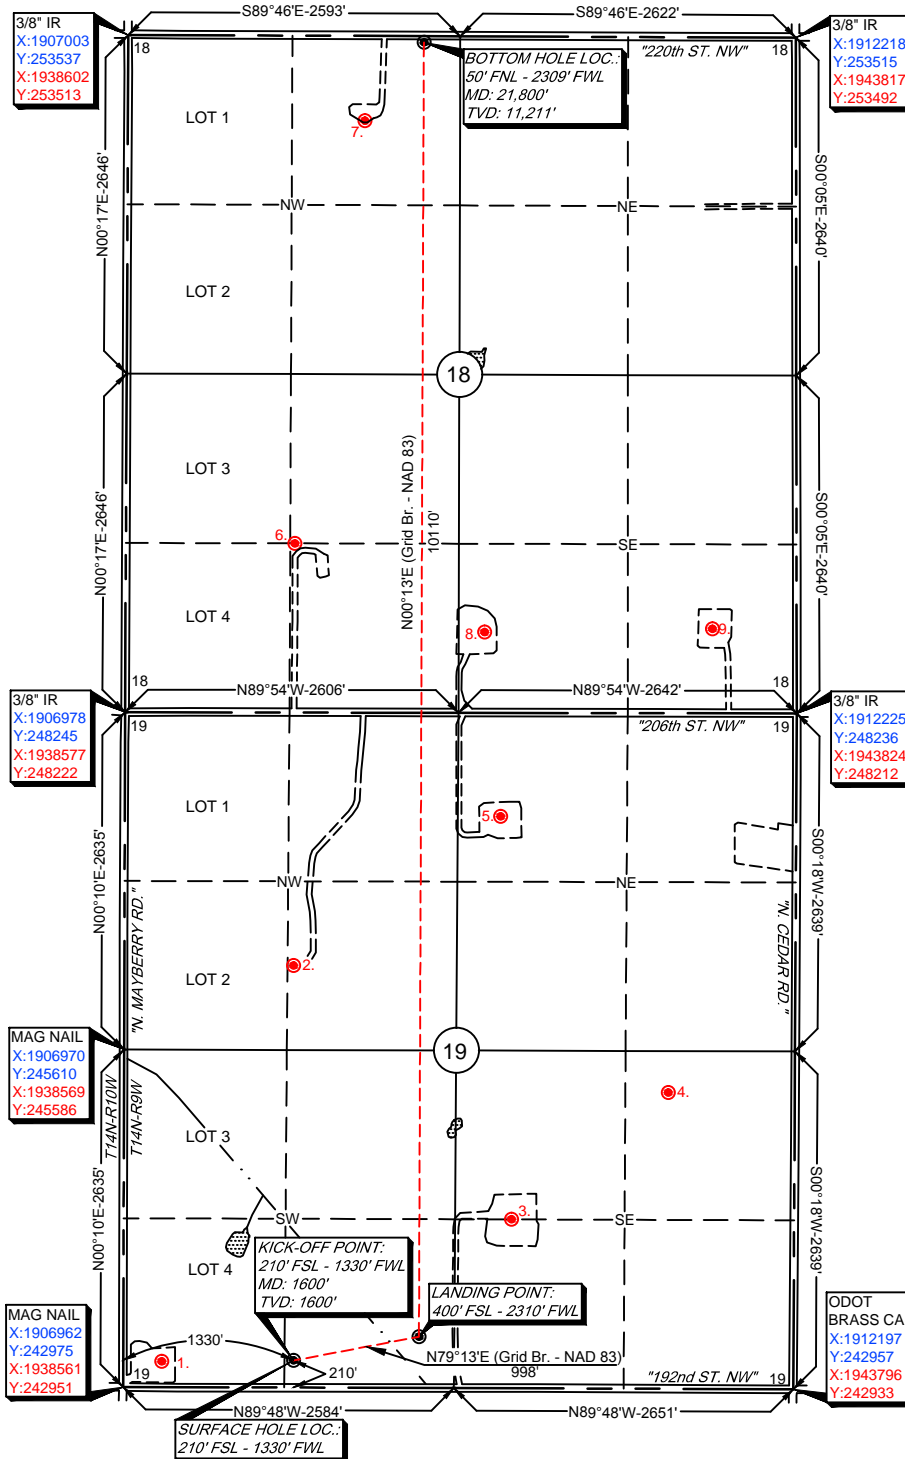 S89°46'E-2593'
S89°46'E-2622'
3/8" IR
X:1907003
Y:253537
X:1938602
Y:253513
3/8" IR
X:1912218
Y:253515
X:1943817
Y:253492
18
18
"220th ST. NW"
BOTTOM HOLE LOC.:
50' FNL - 2309' FWL
MD: 21,800'
TVD: 11,211'
LOT 1
7.
N00°17'E-2646'
S00°05'E-2640'
NW
NE
LOT 2
18
LOT 3
N00°13'E (Grid Br. - NAD 83)
10110'
N00°17'E-2646'
S00°05'E-2640'
6.
SE
LOT 4
8.
9.
18
18
N89°54'W-2606'
N89°54'W-2642'
3/8" IR
X:1906978
Y:248245
X:1938577
Y:248222
3/8" IR
X:1912225
Y:248236
X:1943824
Y:248212
19
19
"206th ST. NW"
LOT 1
5.
N00°10'E-2635'
S00°18'W-2639'
NW
NE
"N. MAYBERRY RD."
"N. CEDAR RD."
2.
LOT 2
MAG NAIL
X:1906970
Y:245610
X:1938569
Y:245586
19
T14N-R10W
T14N-R9W
4.
LOT 3
N00°10'E-2635'
S00°18'W-2639'
SW
3.
SE
LOT 4
KICK-OFF POINT:
210' FSL - 1330' FWL
MD: 1600'
TVD: 1600'
LANDING POINT:
400' FSL - 2310' FWL
MAG NAIL
X:1906962
Y:242975
X:1938561
Y:242951
ODOT
BRASS CA
X:1912197
Y:242957
X:1943796
Y:242933
1330'
1.
N79°13'E (Grid Br. - NAD 83)
998'
19
210'
"192nd ST. NW"
19
N89°48'W-2584'
N89°48'W-2651'
SURFACE HOLE LOC.:
210' FSL - 1330' FWL